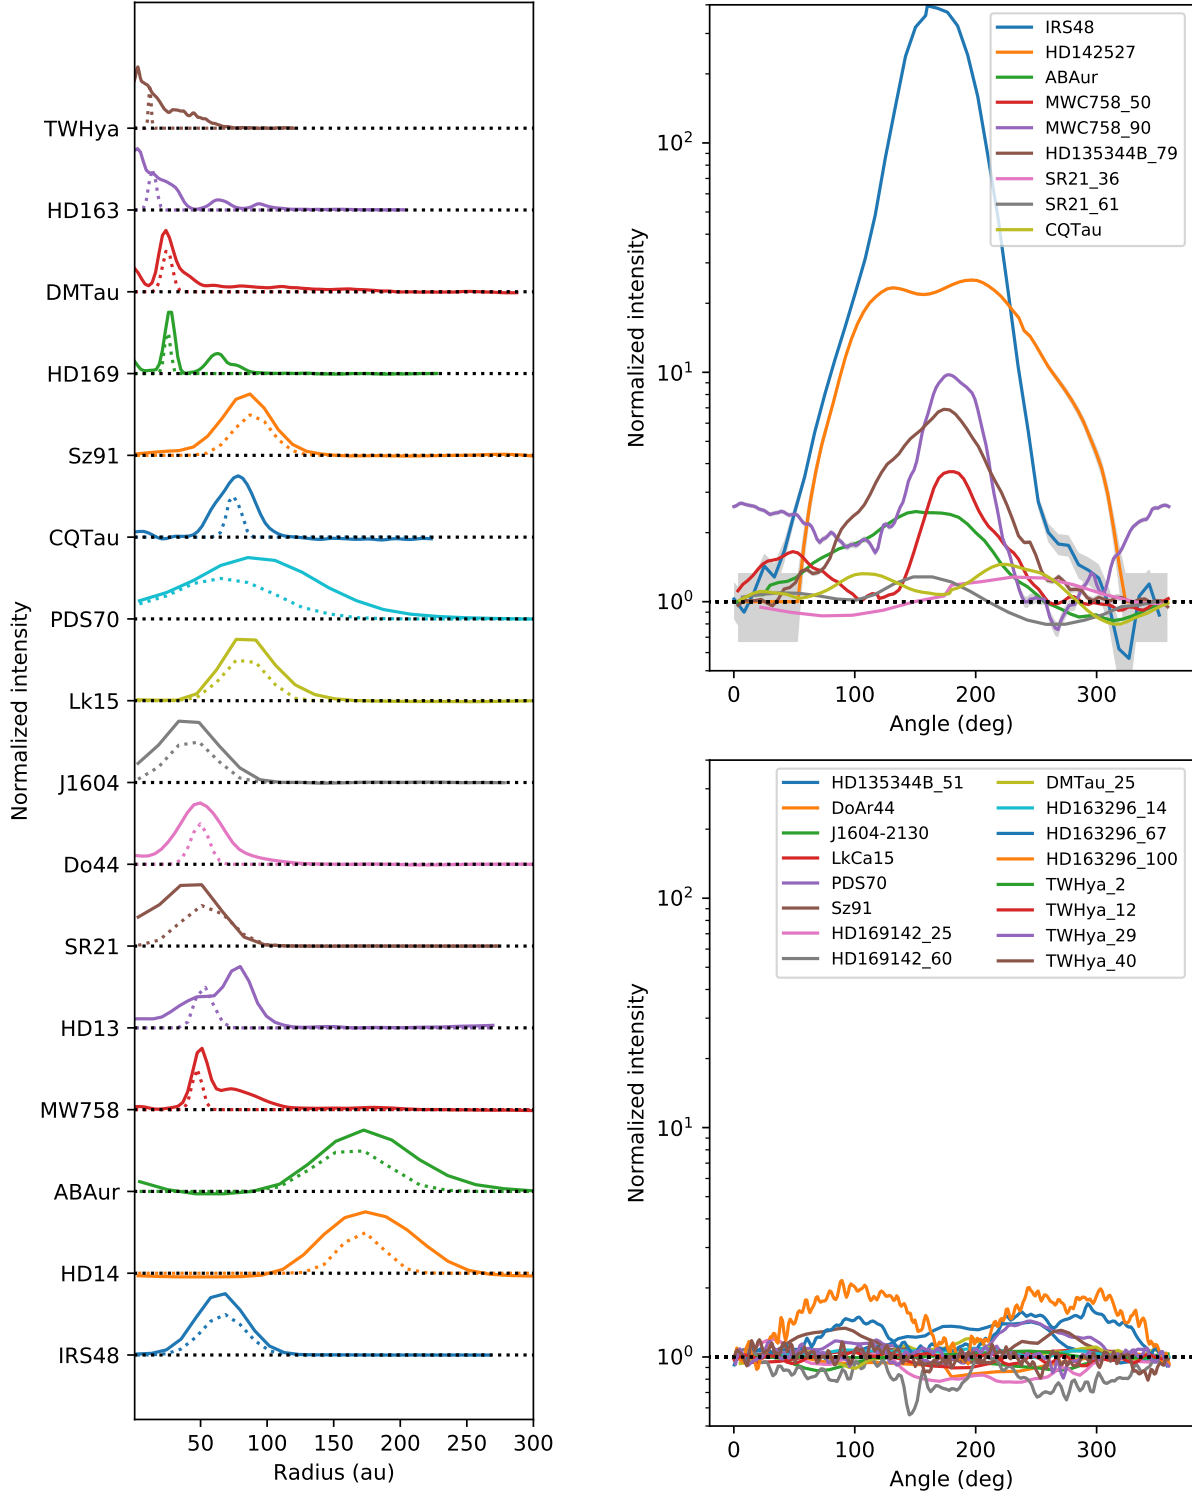 TWHya
HD163
DMTau
HD169
Sz91
CQTau
PDS70
Lk15
J1604
Do44
SR21
HD13
MW758
ABAur
HD14
IRS48
Normalized intensity
50 100 150 200 250 300
Radius (au)
IRS48
HD142527
ABAur
MWC758_50
MWC758_90
HD135344B_79
SR21_36
SR21_61
CQTau
10²
10¹
10⁰
Normalized intensity
0 100 200 300
Angle (deg)
HD135344B_51
DoAr44
J1604-2130
LkCa15
PDS70
Sz91
HD169142_25
HD169142_60
DMTau_25
HD163296_14
HD163296_67
HD163296_100
TWHya_2
TWHya_12
TWHya_29
TWHya_40
10²
10¹
10⁰
Normalized intensity
0 100 200 300
Angle (deg)